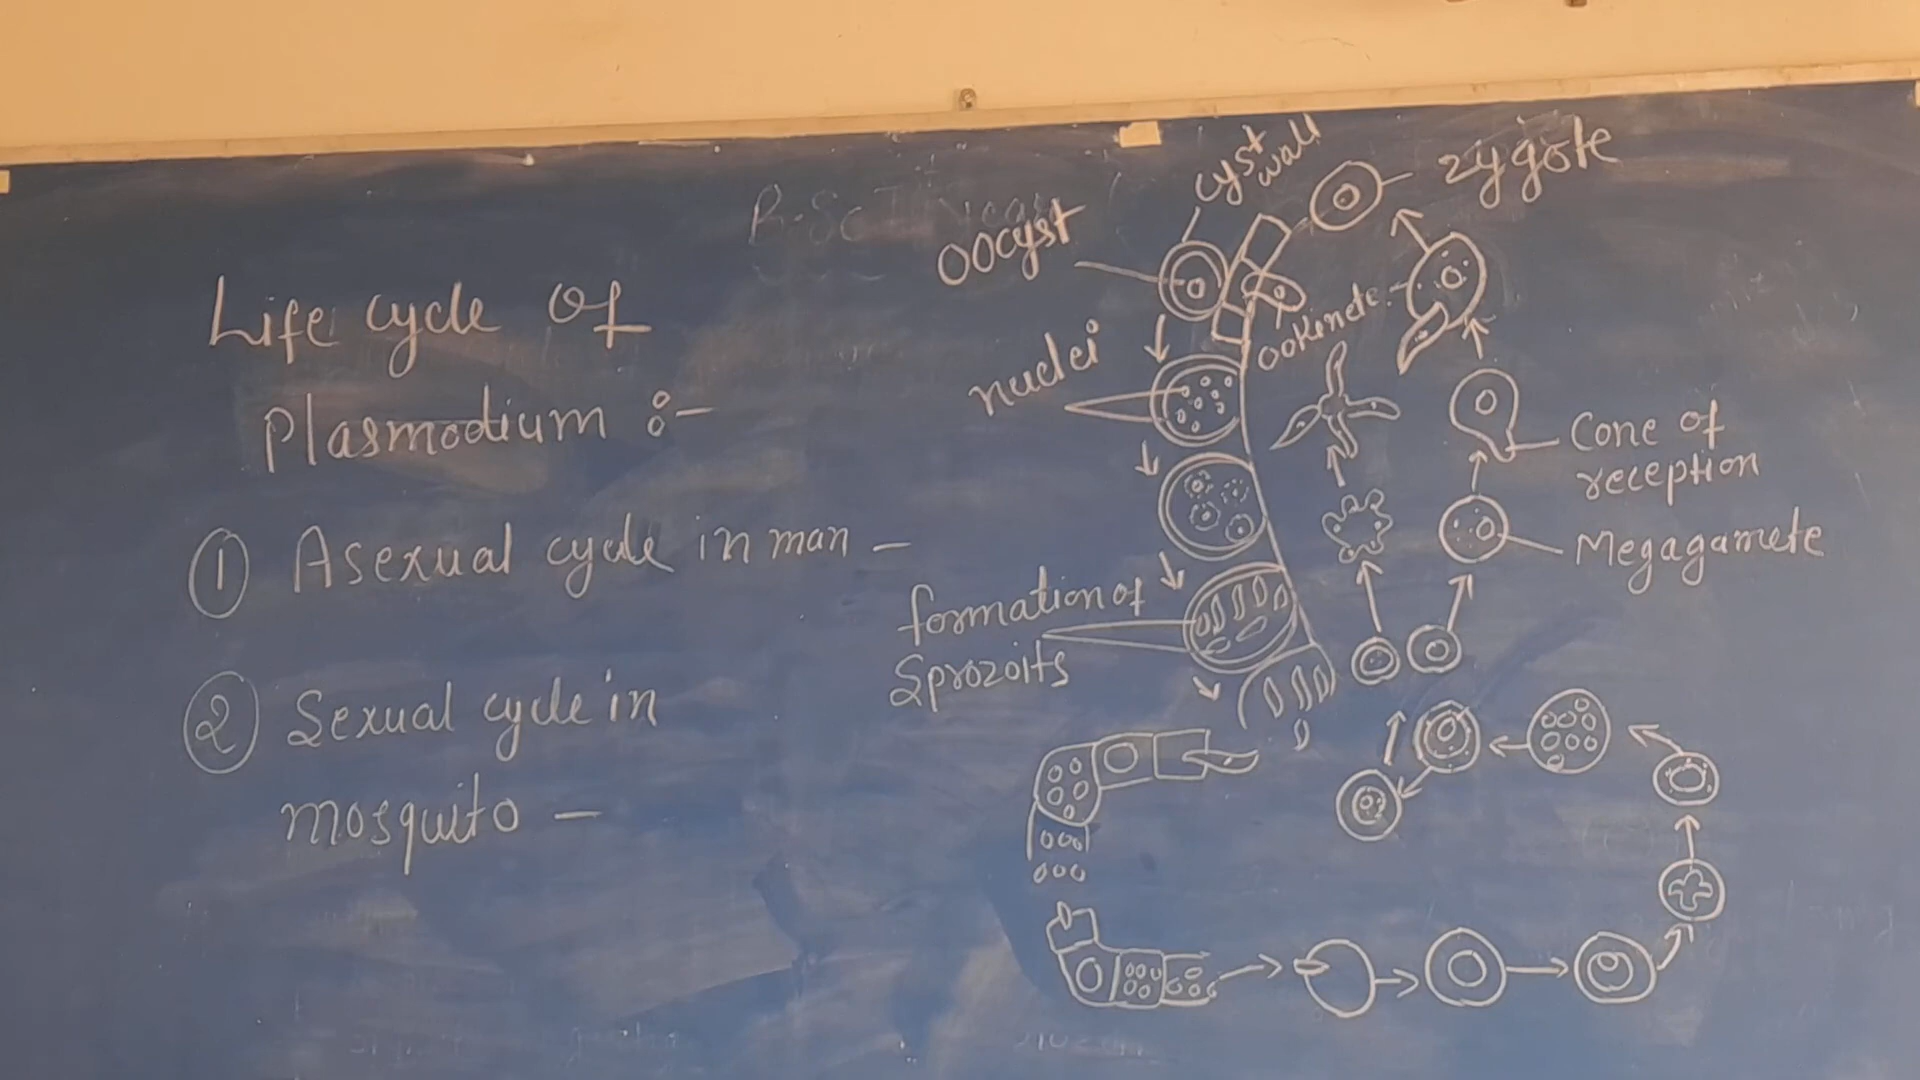 Life cycle of
Plasmodium :-
① Asexual cycle in man -
② Sexual cycle in
mosquito -
cyst wall
zygote
Oocyst
ookinete
nuclei
Cone of
reception
Megagamete
formation of
Sprozoits